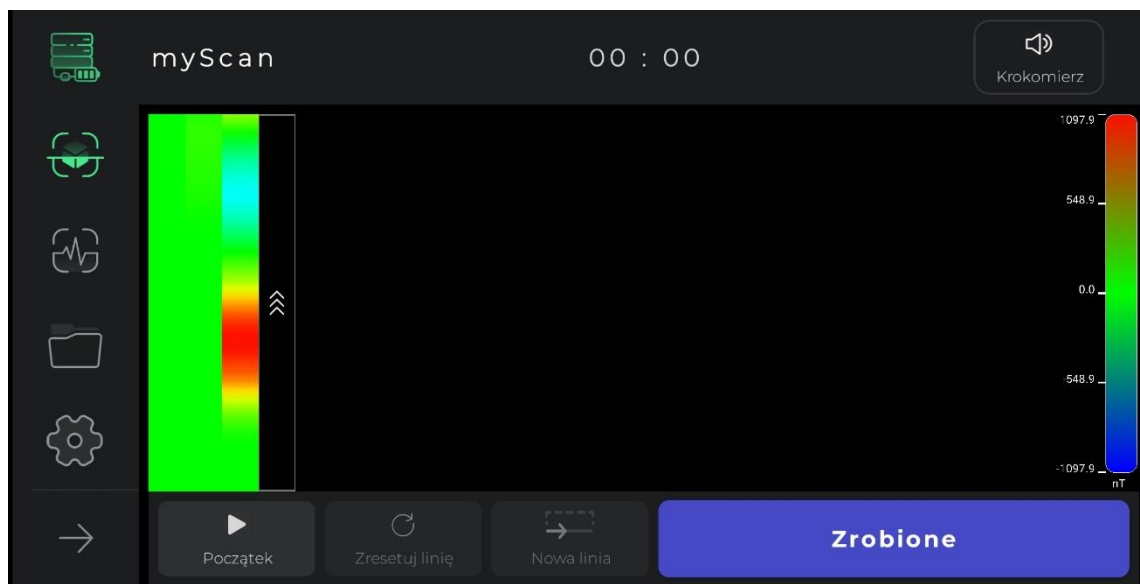 myScan
00 : 00
Krokomierz
1097.9
548.9
0.0
-548.9
-1097.9
nT
Początek
Zresetuj linię
Nowa linia
Zrobione